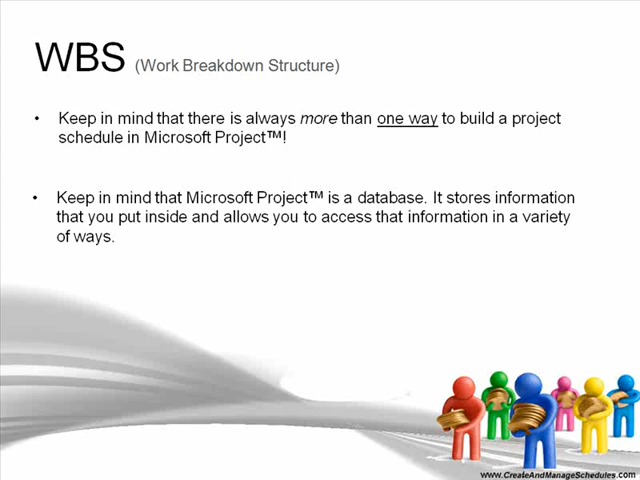 WBS (Work Breakdown Structure)
• Keep in mind that there is always more than one way to build a project
schedule in Microsoft Project™!
• Keep in mind that Microsoft Project™ is a database. It stores information
that you put inside and allows you to access that information in a variety
of ways.
www.CreateAndManageSchedules.com